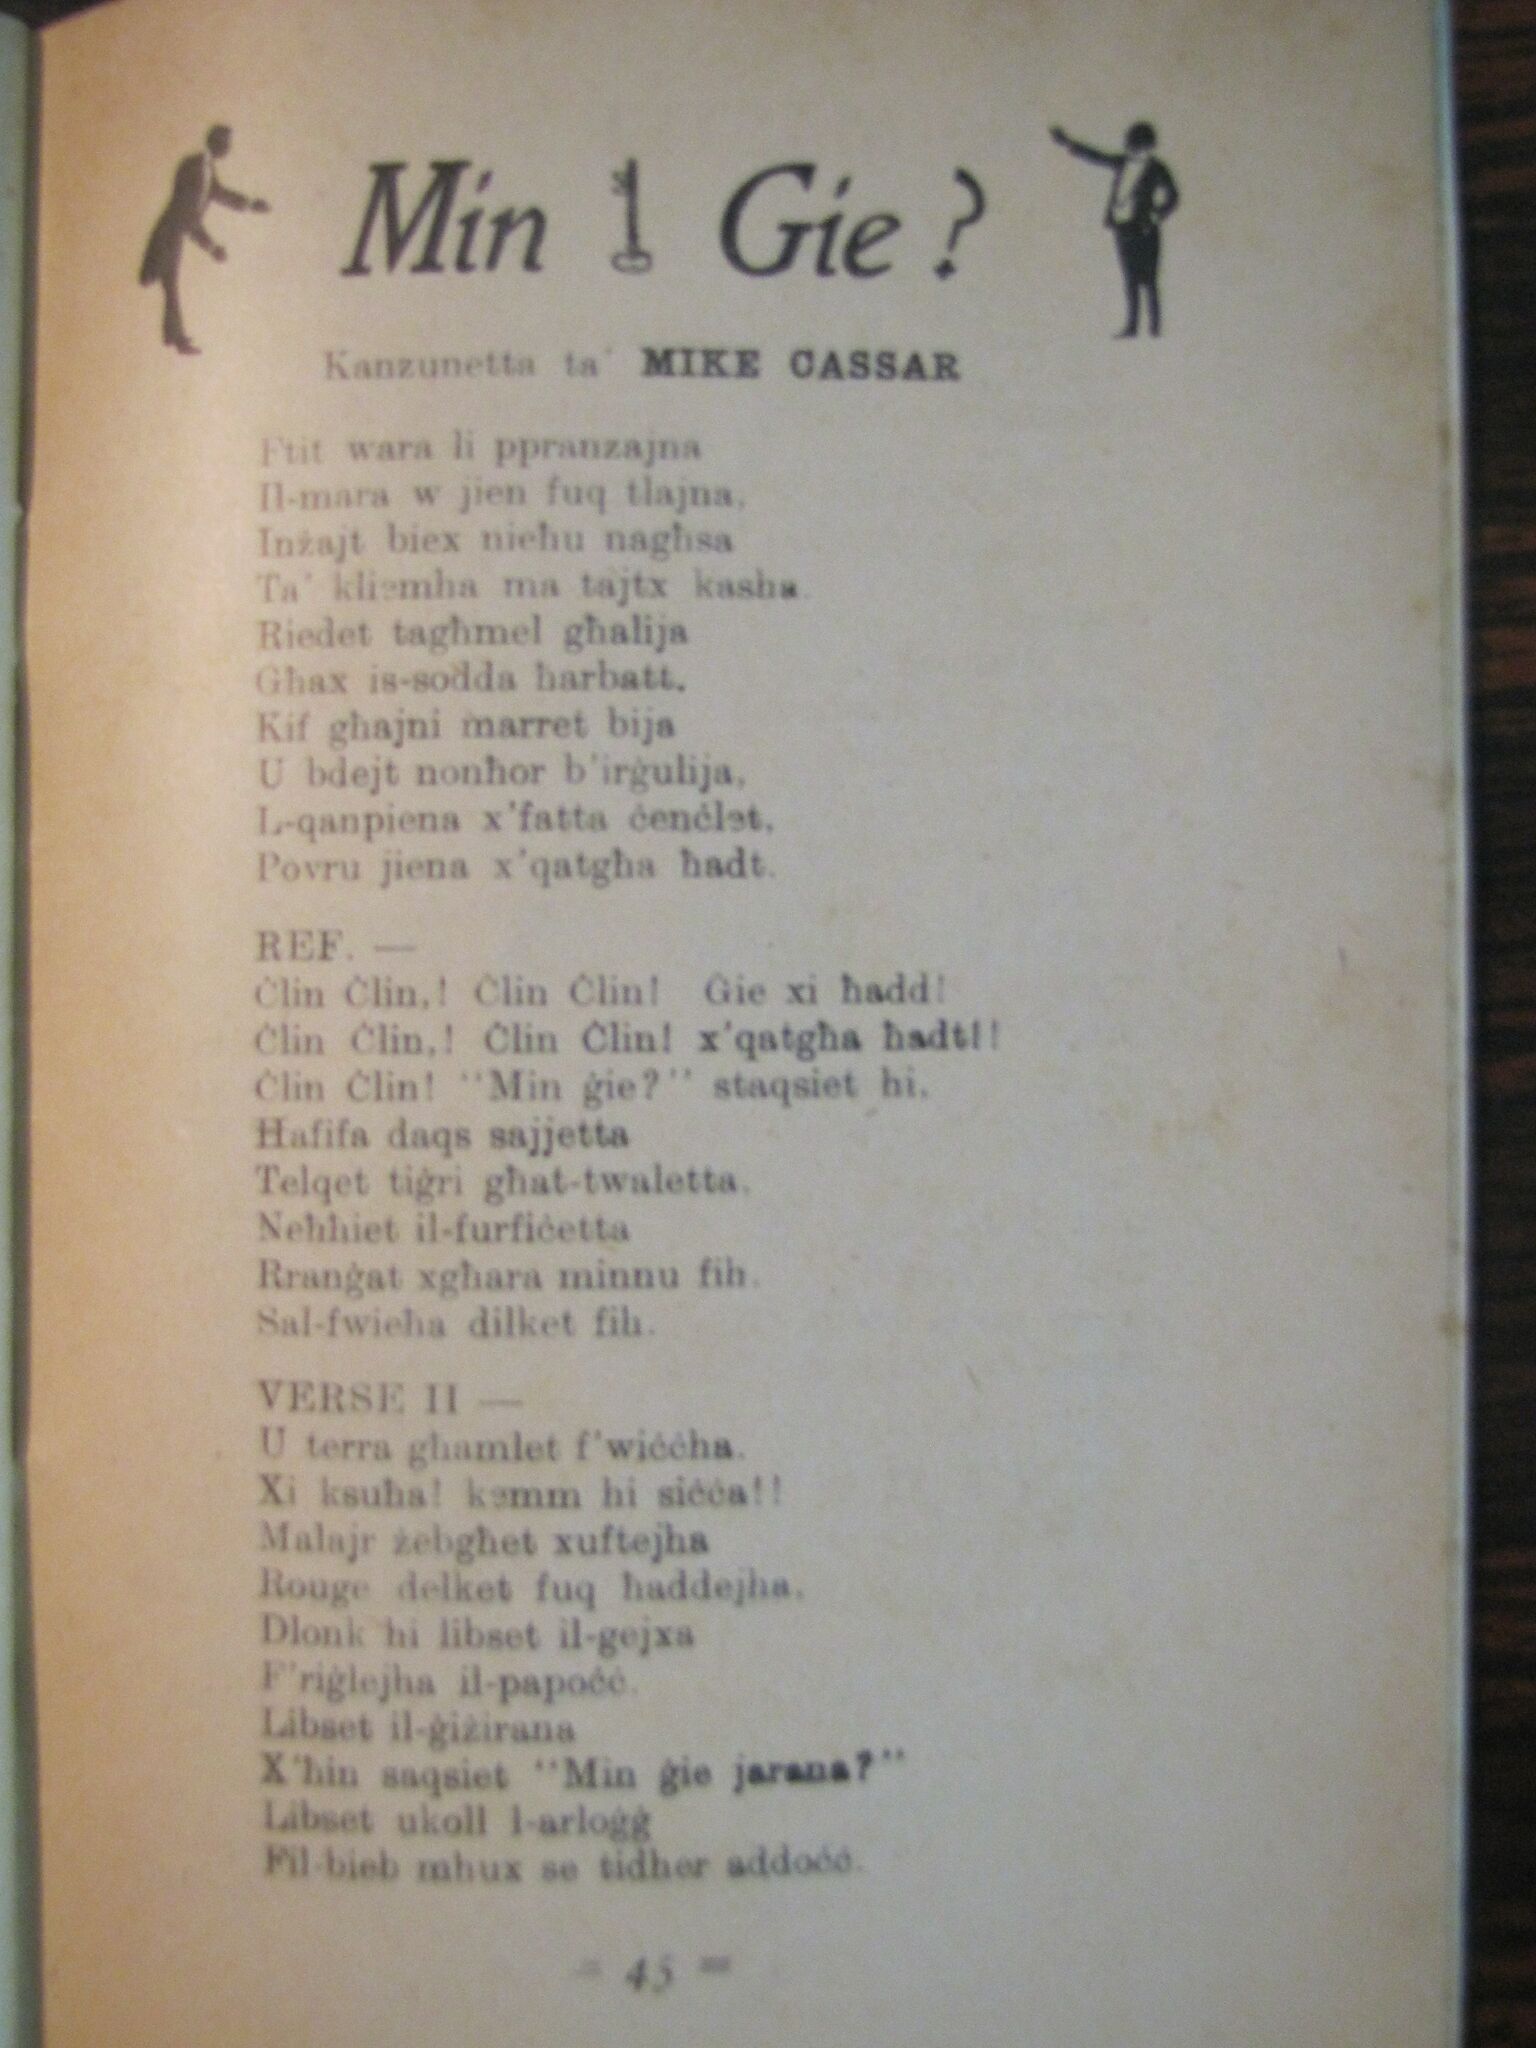 Min Gie?
Kanzunetta ta' MIKE CASSAR
Ftit wara li ppranzajna
Il-mara w jien fuq tlajna,
Inżajt biex nieħu nagħsa
Ta' kliemha ma tajtx kasha.
Riedet tagħmel għalija
Għax is-sodda ħarbatt.
Kif għajni marret bija
U bdejt nonħor b'irġulija,
L-qanpiena x'fatta ċenċlet,
Povru jiena x'qatgħa ħadt.
REF. —
Ċlin Ċlin,! Ċlin Ċlin! Ġie xi ħadd!
Ċlin Ċlin,! Ċlin Ċlin! x'qatgħa ħadt!!
Ċlin Ċlin! "Min ġie?" staqsiet hi,
Ħafifa daqs sajjetta
Telqet tiġri għat-twaletta,
Neħħiet il-furfiċetta
Rranġat xgħara minnu fih.
Sal-fwieħa dilket fih.
VERSE II —
U terra għamlet f'wiċċha.
Xi ksuħa! kemm hi siċċa!!
Malajr żebgħet xuftejha
Rouge delket fuq ħaddejha,
Dlonk hi libset il-gejxa
F'riġlejha il-papoċċ.
Libset il-ġiżirana
X'ħin saqsiet "Min ġie jarana?"
Libset ukoll l-arloġġ
Fil-bieb mhux se tidher addoċċ.
= 45 =